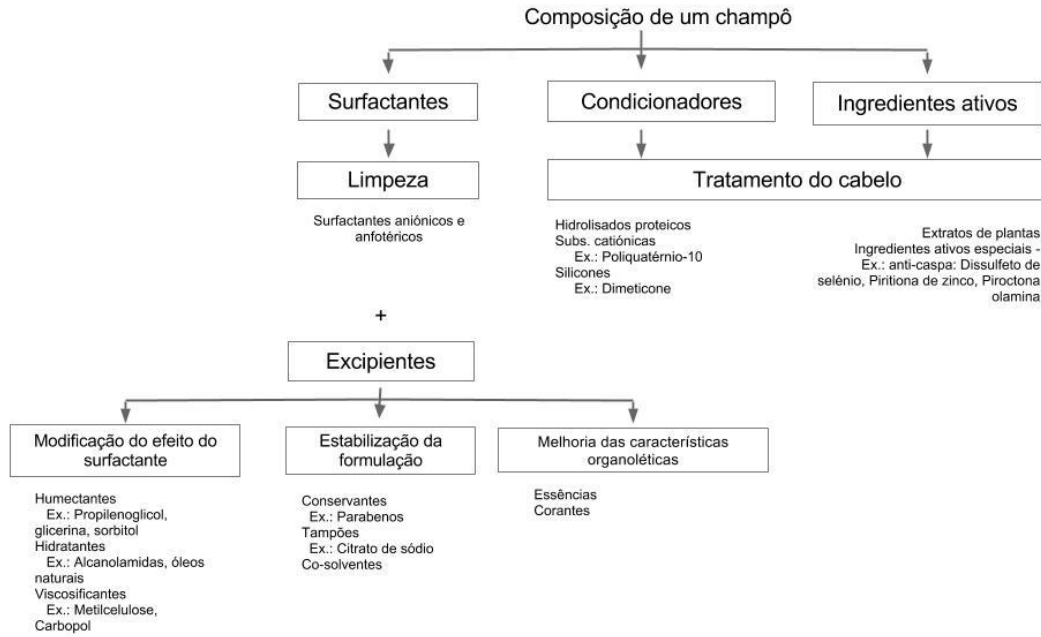 Composição de um champô
Surfactantes
Condicionadores
Ingredientes ativos
Limpeza
Tratamento do cabelo
Surfactantes aniónicos e
anfotéricos
Hidrolisados proteicos
Subs. catiónicas
Ex.: Poliquatérnio-10
Silicones
Ex.: Dimeticone
Extratos de plantas
Ingredientes ativos especiais -
Ex.: anti-caspa: Dissulfeto de
selénio, Piritiona de zinco, Piroctona
olamina
+
Excipientes
Modificação do efeito do
surfactante
Estabilização da
formulação
Melhoria das características
organoléticas
Humectantes
Ex.: Propilenoglicol,
glicerina, sorbitol
Hidratantes
Ex.: Alcanolamidas, óleos
naturais
Viscosificantes
Ex.: Metilcelulose,
Carbopol
Conservantes
Ex.: Parabenos
Tampões
Ex.: Citrato de sódio
Co-solventes
Essências
Corantes